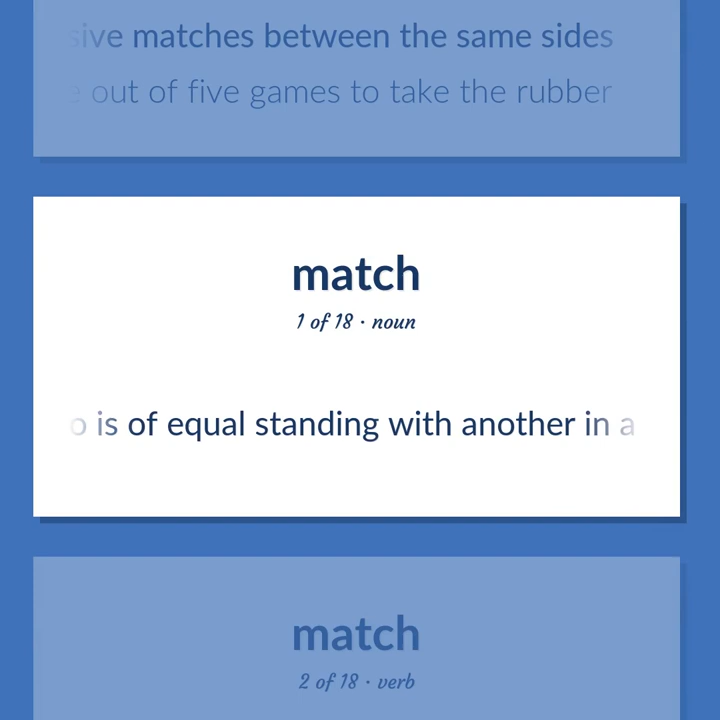 sive matches between the same sides
out of five games to take the rubber
match
1 of 18 · noun
o is of equal standing with another in a
match
2 of 18 · verb